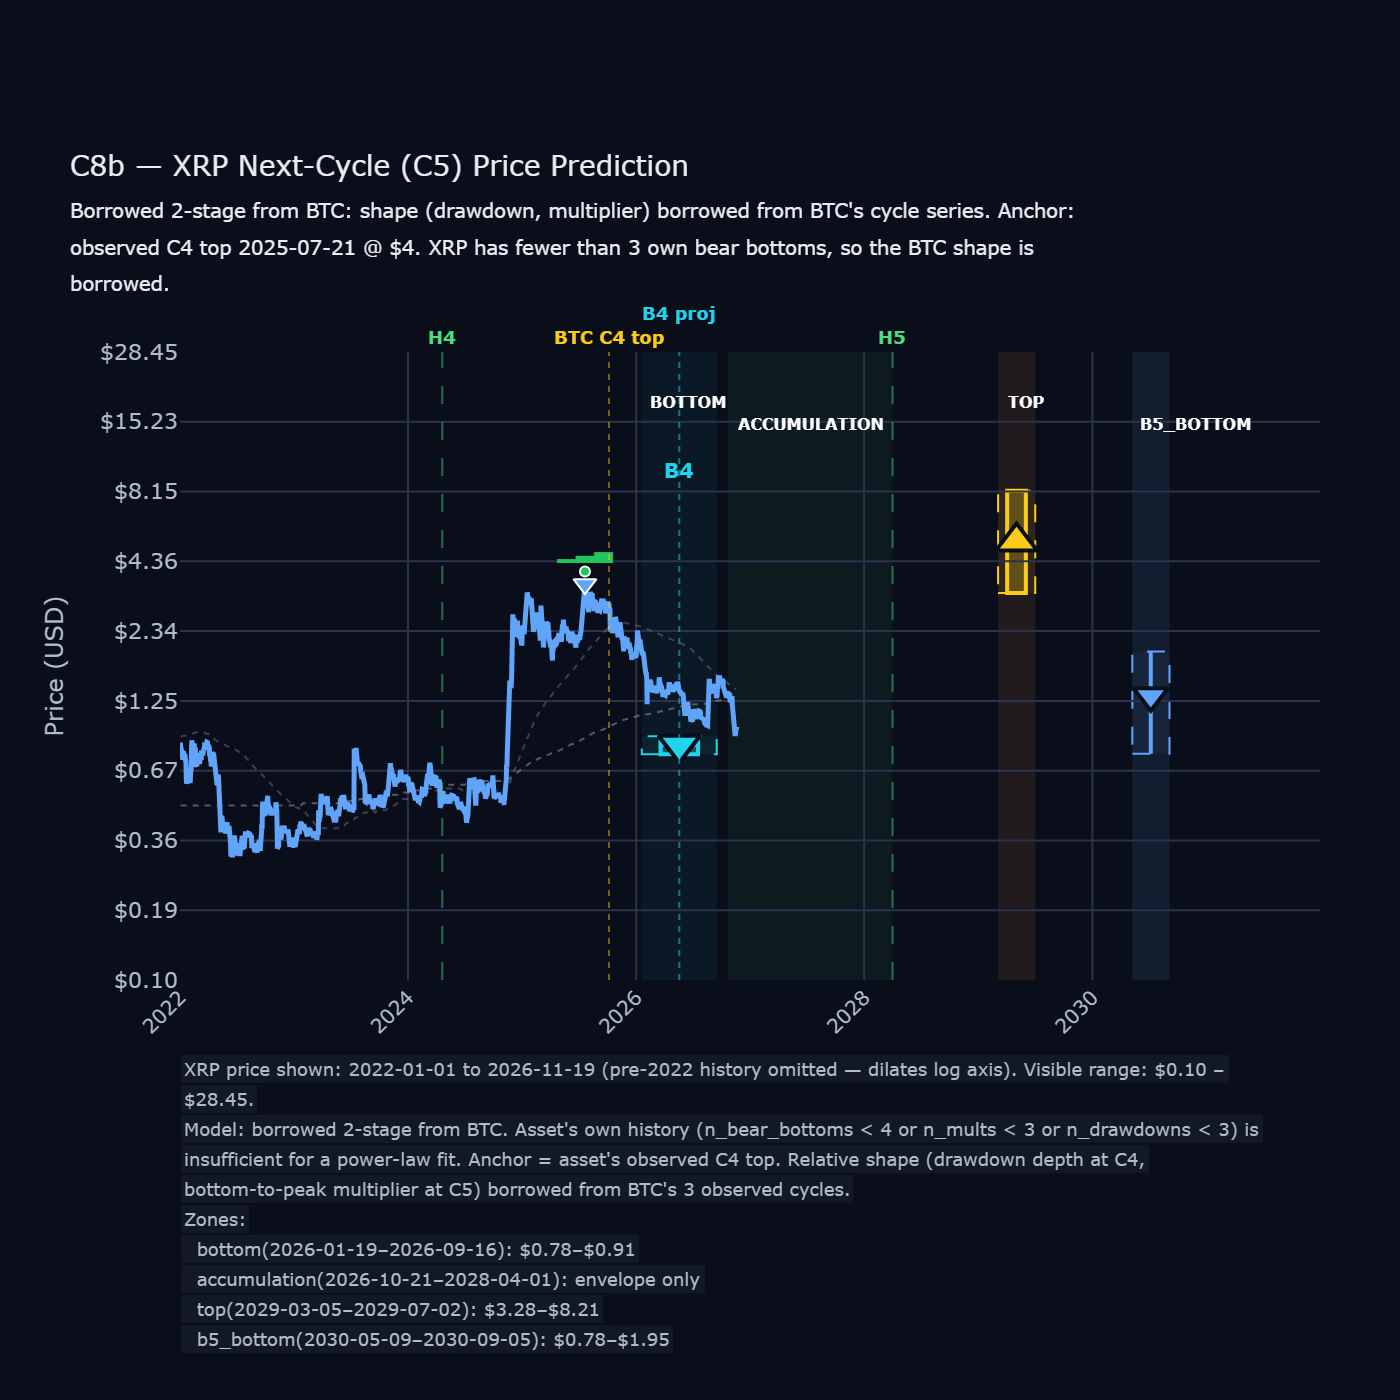 C8b — XRP Next-Cycle (C5) Price Prediction
Borrowed 2-stage from BTC: shape (drawdown, multiplier) borrowed from BTC's cycle series. Anchor:
observed C4 top 2025-07-21 @ $4. XRP has fewer than 3 own bear bottoms, so the BTC shape is
borrowed.
B4 proj
H4
BTC C4 top
H5
$28.45
BOTTOM
TOP
$15.23
ACCUMULATION
B5_BOTTOM
B4
$8.15
$4.36
$2.34
$1.25
$0.67
$0.36
$0.19
$0.10
Price (USD)
2022
2024
2026
2028
2030
XRP price shown: 2022-01-01 to 2026-11-19 (pre-2022 history omitted — dilates log axis). Visible range: $0.10 –
$28.45.
Model: borrowed 2-stage from BTC. Asset's own history (n_bear_bottoms < 4 or n_mults < 3 or n_drawdowns < 3) is
insufficient for a power-law fit. Anchor = asset's observed C4 top. Relative shape (drawdown depth at C4,
bottom-to-peak multiplier at C5) borrowed from BTC's 3 observed cycles.
Zones:
bottom(2026-01-19–2026-09-16): $0.78–$0.91
accumulation(2026-10-21–2028-04-01): envelope only
top(2029-03-05–2029-07-02): $3.28–$8.21
b5_bottom(2030-05-09–2030-09-05): $0.78–$1.95